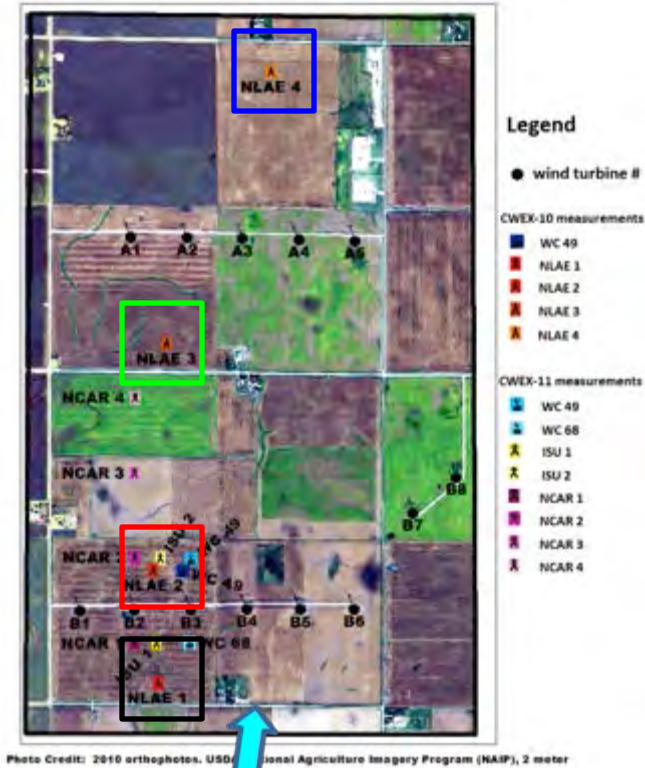 NLAE 4
Legend
wind turbine #
CWEX-10 measurements
WC 49
NLAE 1
NLAE 2
NLAE 3
NLAE 4
A1 A2 A3 A4 A5
NLAE 3
CWEX-11 measurements
WC 49
WC 68
ISU 1
ISU 2
NCAR 1
NCAR 2
NCAR 3
NCAR 4
NCAR 4
NCAR 3
B8
B7
ISU 2
WC 49
NCAR 2
NLAE 2 WC 49
B1 B2 B3 B4 B5 B6
NCAR WC 68
ISU 1
NLAE 1
Photo Credit: 2010 orthophotos. USD ional Agriculture Imagery Program (NAIP), 2 meter